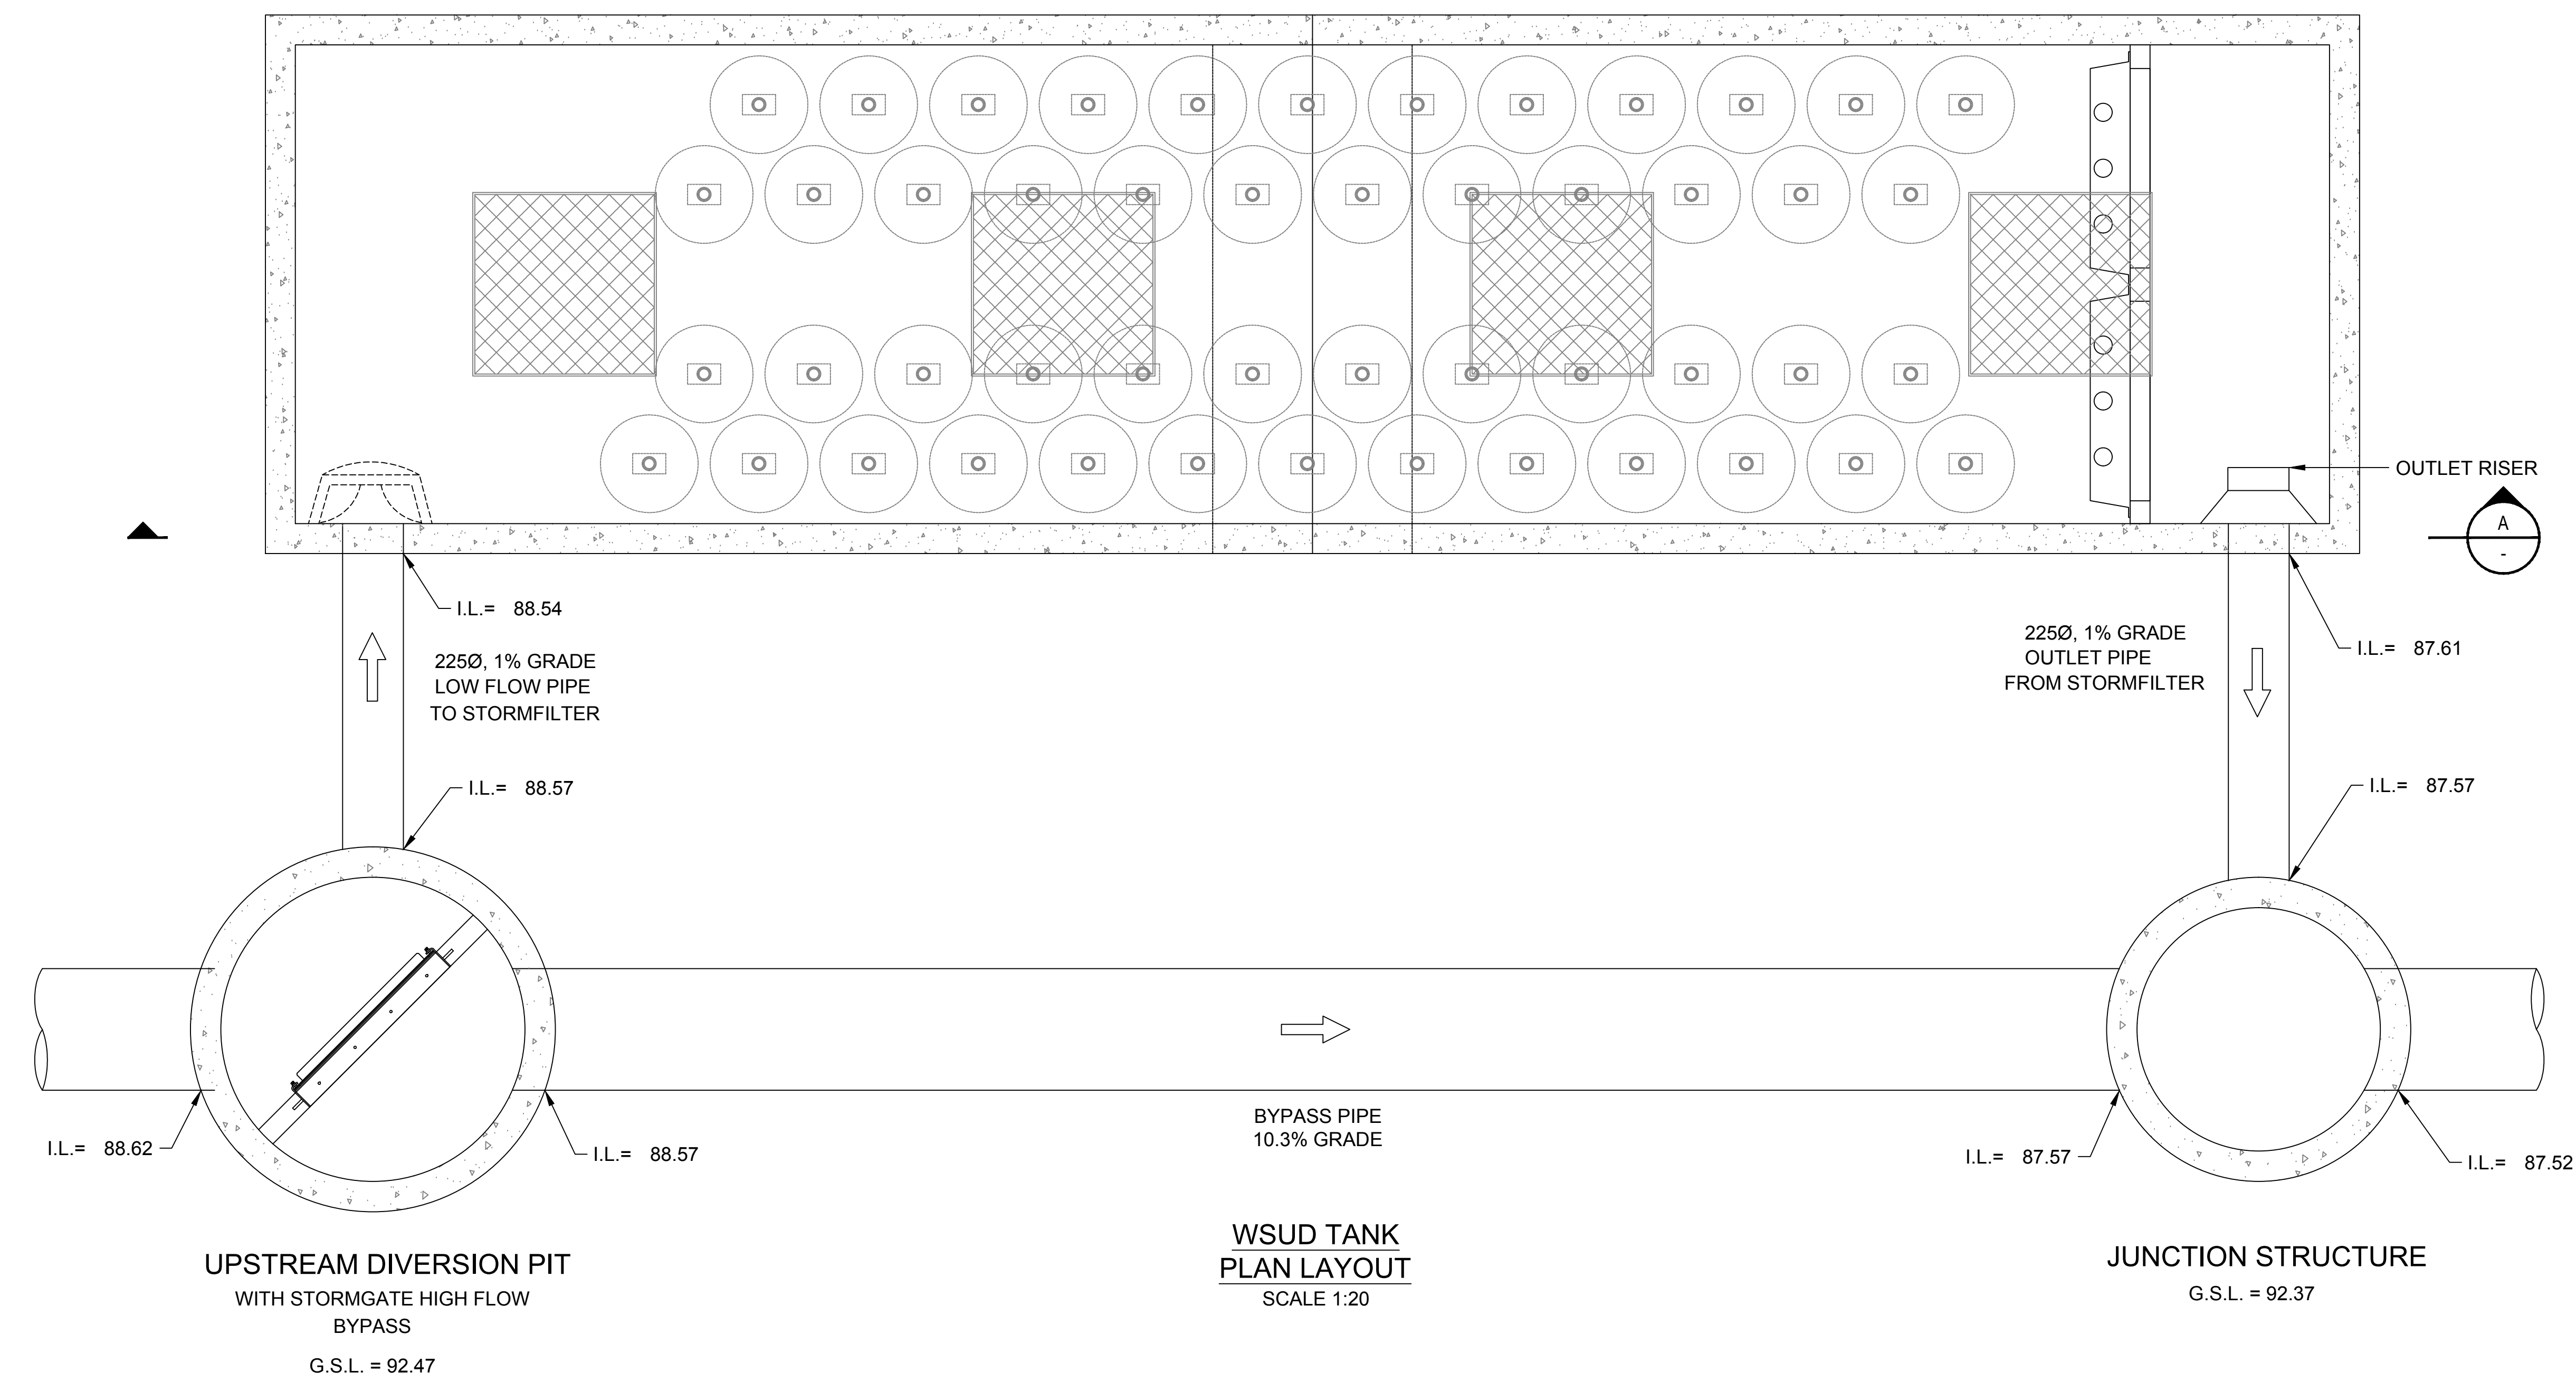 OUTLET RISER
A
-
I.L.= 88.54
225Ø, 1% GRADE
LOW FLOW PIPE
TO STORMFILTER
225Ø, 1% GRADE
OUTLET PIPE
FROM STORMFILTER
I.L.= 87.61
I.L.= 88.57
I.L.= 87.57
I.L.= 88.62
I.L.= 88.57
BYPASS PIPE
10.3% GRADE
I.L.= 87.57
I.L.= 87.52
UPSTREAM DIVERSION PIT
WITH STORMGATE HIGH FLOW
BYPASS
G.S.L. = 92.47
WSUD TANK
PLAN LAYOUT
SCALE 1:20
JUNCTION STRUCTURE
G.S.L. = 92.37